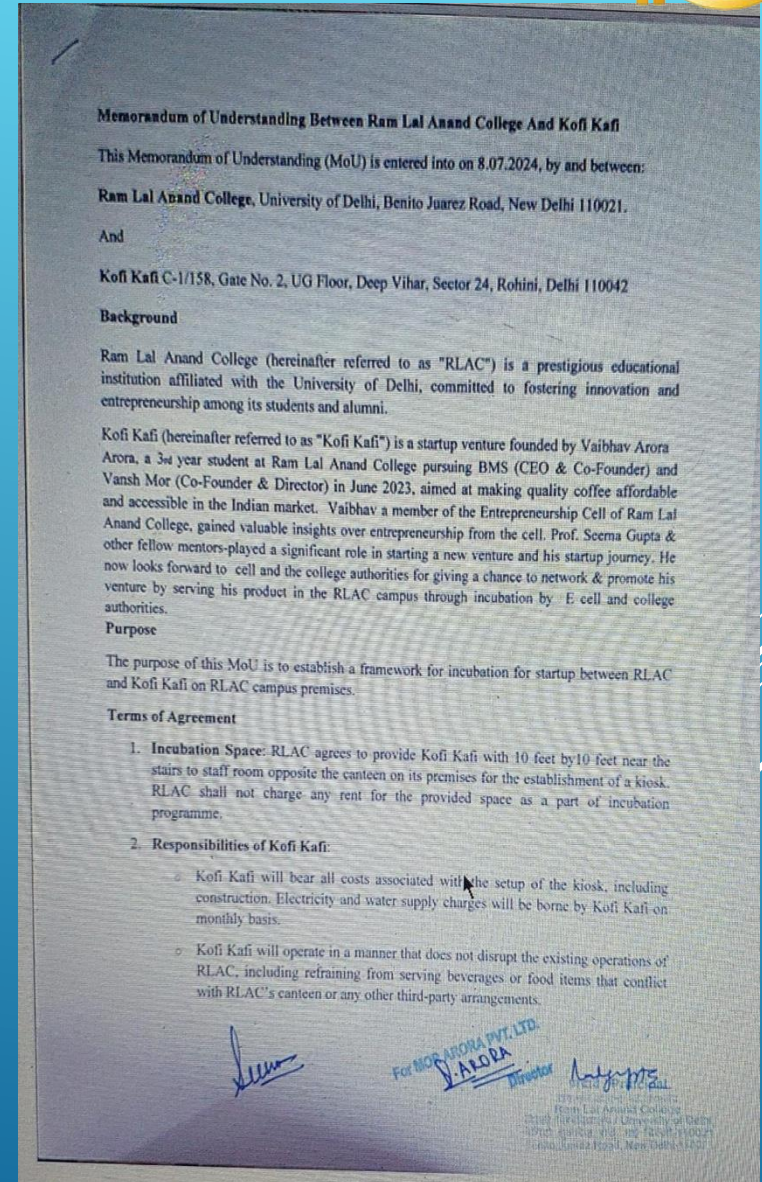 Memorandum of Understanding Between Ram Lal Anand College And Kofi Kafi
This Memorandum of Understanding (MoU) is entered into on 8.07.2024, by and between:
Ram Lal Anand College, University of Delhi, Benito Juarez Road, New Delhi 110021.
And
Kofi Kafi C-1/158, Gate No. 2, UG Floor, Deep Vihar, Sector 24, Rohini, Delhi 110042
Background
Ram Lal Anand College (hereinafter referred to as "RLAC") is a prestigious educational
institution affiliated with the University of Delhi, committed to fostering innovation and
entrepreneurship among its students and alumni.
Kofi Kafi (hereinafter referred to as "Kofi Kafi") is a startup venture founded by Vaibhav Arora
Arora, a 3rd year student at Ram Lal Anand College pursuing BMS (CEO & Co-Founder) and
Vansh Mor (Co-Founder & Director) in June 2023, aimed at making quality coffee affordable
and accessible in the Indian market. Vaibhav a member of the Entrepreneurship Cell of Ram Lal
Anand College, gained valuable insights over entrepreneurship from the cell. Prof. Seema Gupta &
other fellow mentors-played a significant role in starting a new venture and his startup journey. He
now looks forward to cell and the college authorities for giving a chance to network & promote his
venture by serving his product in the RLAC campus through incubation by E cell and college
authorities.
Purpose
The purpose of this MoU is to establish a framework for incubation for startup between RLAC
and Kofi Kafi on RLAC campus premises.
Terms of Agreement
1. Incubation Space: RLAC agrees to provide Kofi Kafi with 10 feet by10 feet near the
stairs to staff room opposite the canteen on its premises for the establishment of a kiosk.
RLAC shall not charge any rent for the provided space as a part of incubation
programme.
2. Responsibilities of Kofi Kafi:
○ Kofi Kafi will bear all costs associated with the setup of the kiosk, including
construction. Electricity and water supply charges will be borne by Kofi Kafi on
monthly basis.
○ Kofi Kafi will operate in a manner that does not disrupt the existing operations of
RLAC, including refraining from serving beverages or food items that conflict
with RLAC's canteen or any other third-party arrangements.
For MOR ARORA PVT. LTD.
V.ARORA
Director
Ram Lal Anand College
University of Delhi